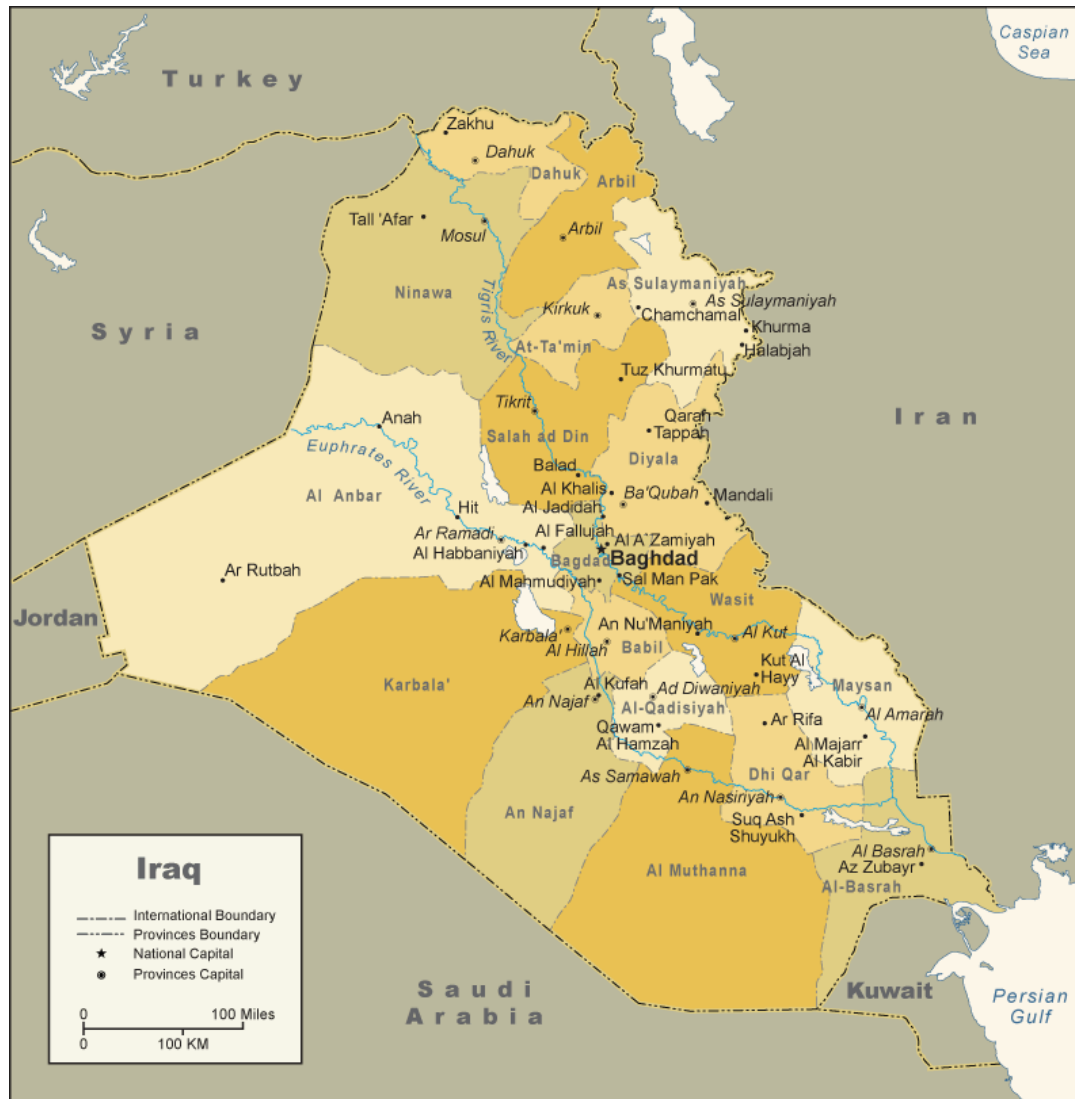 Caspian
Sea
Turkey
Zakhu
Dahuk
Dahuk
Arbil
Tall 'Afar
Mosul
Arbil
Ninawa
Tigris River
As Sulaymaniyah
As Sulaymaniyah
Kirkuk
Chamchamal
Syria
Khurma
At-Ta'min
Halabjah
Tuz Khurmatu
Tikrit
Iran
Anah
Qarah
Tappah
Salah ad Din
Euphrates River
Diyala
Balad
Al Anbar
Al Khalis
Ba'Qubah
Mandali
Hit
Al Jadidah
Ar Ramadi
Al Fallujah
Al A'Zamiyah
Al Habbaniyah
Bagdad
Baghdad
Ar Rutbah
Al Mahmudiyah
Sal Man Pak
Wasit
Jordan
An Nu'Maniyah
Karbala'
Al Kut
Al Hillah
Babil
Kut Al
Hayy
Karbala'
Maysan
Al Kufah
Ad Diwaniyah
An Najaf
Al-Qadisiyah
Al Amarah
Qawam
Al Hamzah
Ar Rifa
Al Majarr
Al Kabir
As Samawah
Dhi Qar
An Nasiriyah
An Najaf
Suq Ash
Shuyukh
Al Basrah
Az Zubayr
Al Muthanna
Al-Basrah
Iraq
International Boundary
Provinces Boundary
National Capital
Provinces Capital
0 100 Miles
0 100 KM
Saudi
Arabia
Kuwait
Persian
Gulf